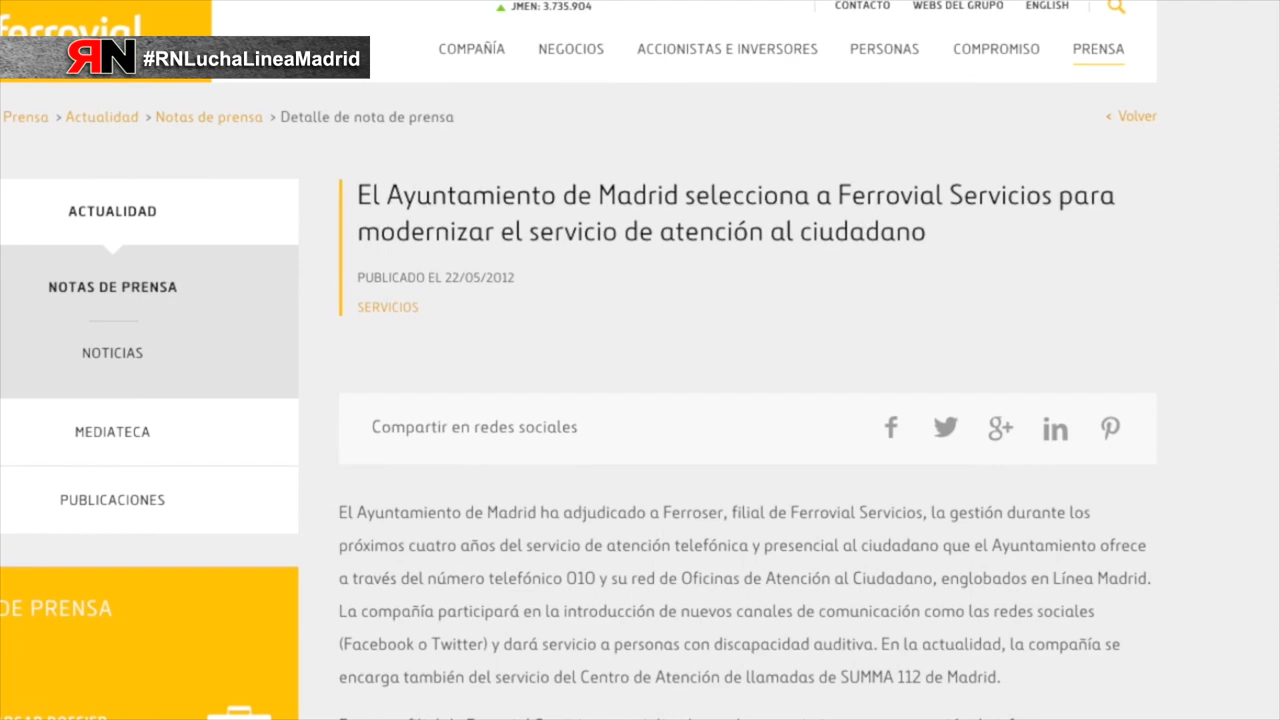 JMEN: 3.735.904
CONTACTO WEBS DEL GRUPO ENGLISH
ferrovial
RN #RNLuchaLineaMadrid
COMPAÑÍA NEGOCIOS ACCIONISTAS E INVERSORES PERSONAS COMPROMISO PRENSA
Prensa > Actualidad > Notas de prensa > Detalle de nota de prensa
< Volver
ACTUALIDAD
NOTAS DE PRENSA
NOTICIAS
MEDIATECA
PUBLICACIONES
DE PRENSA
El Ayuntamiento de Madrid selecciona a Ferrovial Servicios para
modernizar el servicio de atención al ciudadano
PUBLICADO EL 22/05/2012
SERVICIOS
Compartir en redes sociales
El Ayuntamiento de Madrid ha adjudicado a Ferroser, filial de Ferrovial Servicios, la gestión durante los
próximos cuatro años del servicio de atención telefónica y presencial al ciudadano que el Ayuntamiento ofrece
a través del número telefónico 010 y su red de Oficinas de Atención al Ciudadano, englobados en Línea Madrid.
La compañía participará en la introducción de nuevos canales de comunicación como las redes sociales
(Facebook o Twitter) y dará servicio a personas con discapacidad auditiva. En la actualidad, la compañía se
encarga también del servicio del Centro de Atención de llamadas de SUMMA 112 de Madrid.